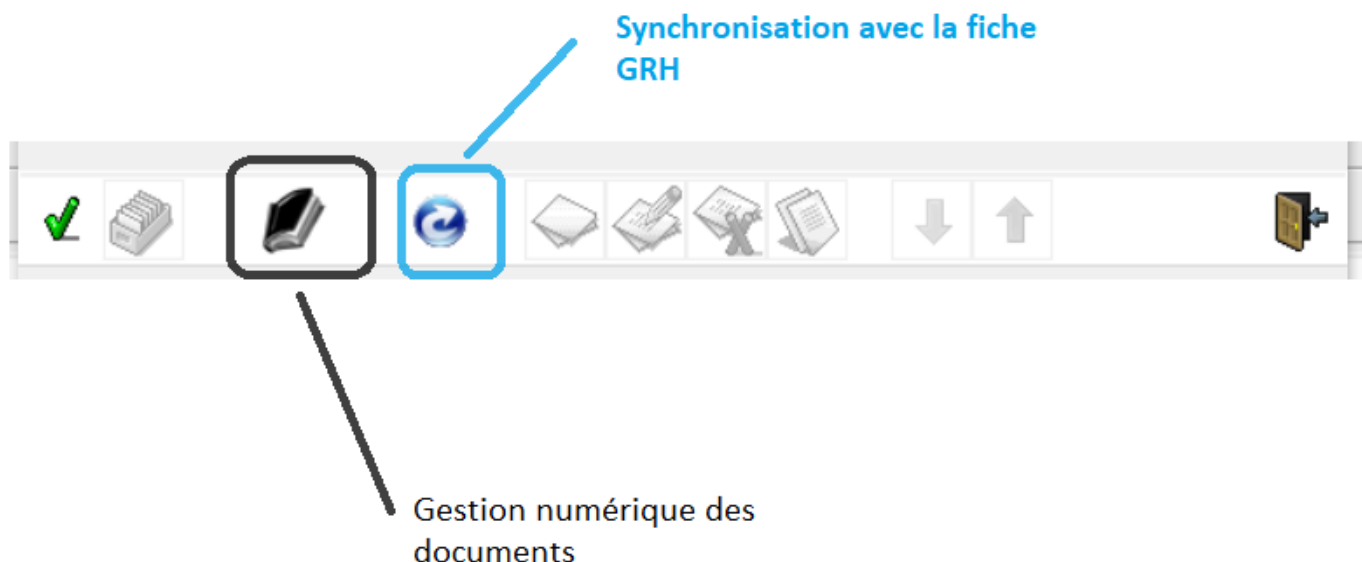 Synchronisation avec la fiche
GRH
Gestion numérique des
documents